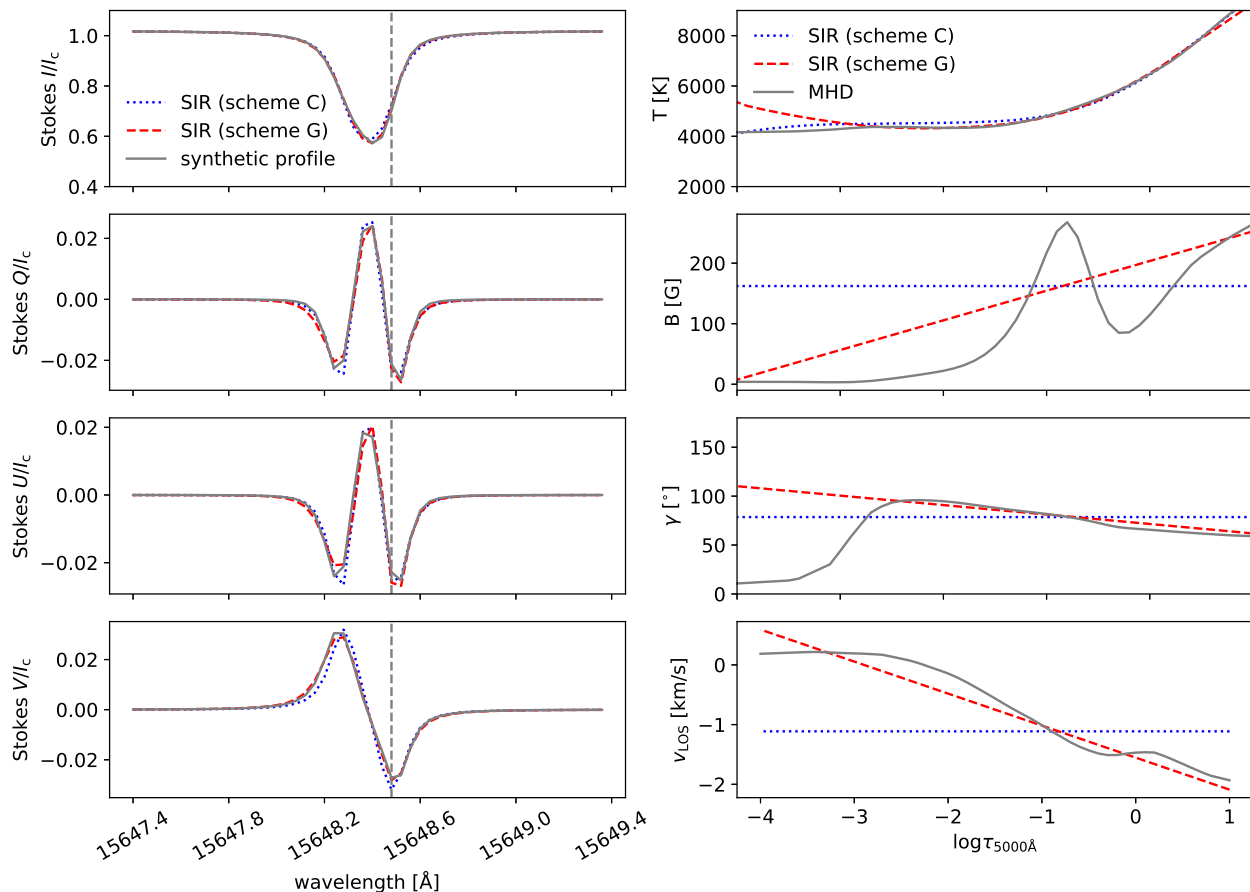 Stokes I/Ic
1.0
0.8
0.6
0.4
SIR (scheme C)
SIR (scheme G)
synthetic profile
T [K]
8000
6000
4000
2000
SIR (scheme C)
SIR (scheme G)
MHD
Stokes Q/Ic
0.02
0.00
−0.02
B [G]
200
100
0
Stokes U/Ic
0.02
0.00
−0.02
γ [°]
150
100
50
0
Stokes V/Ic
0.02
0.00
−0.02
15647.4 15647.8 15648.2 15648.6 15649.0 15649.4
wavelength [Å]
vLOS [km/s]
0
−1
−2
−4 −3 −2 −1 0 1
logτ5000Å